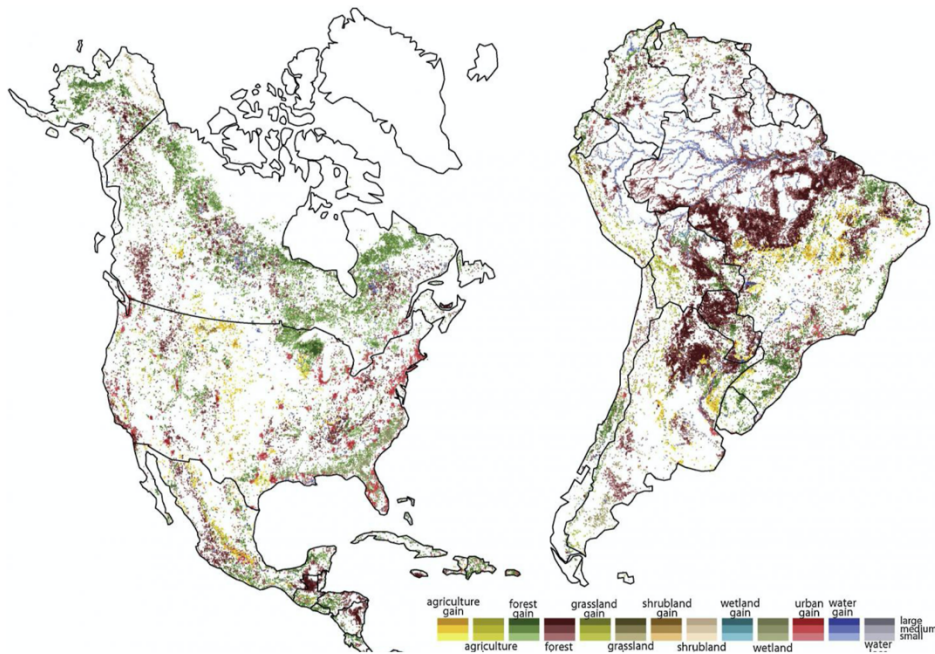 agriculture gain forest gain grassland gain shrubland gain wetland gain urban gain water gain
large
medium
small
agriculture forest grassland shrubland wetland water